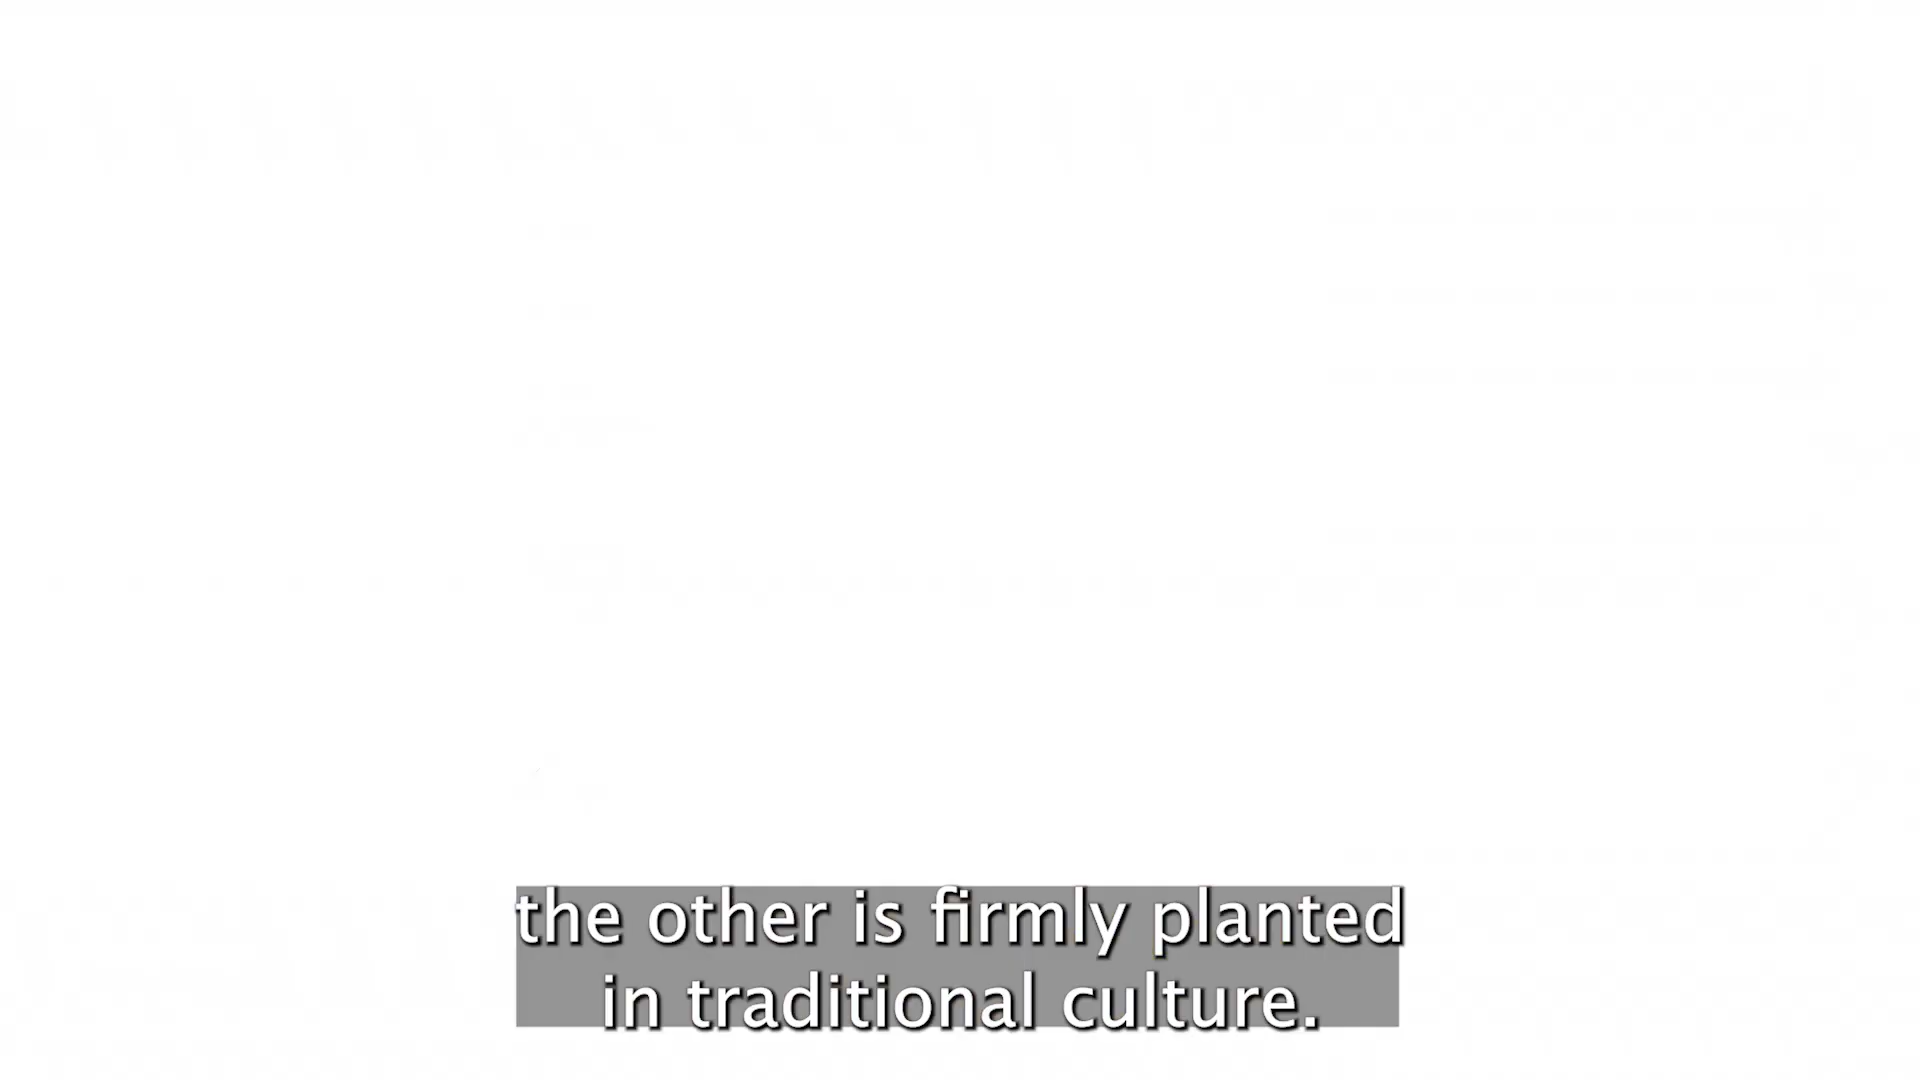 the other is firmly planted
in traditional culture.